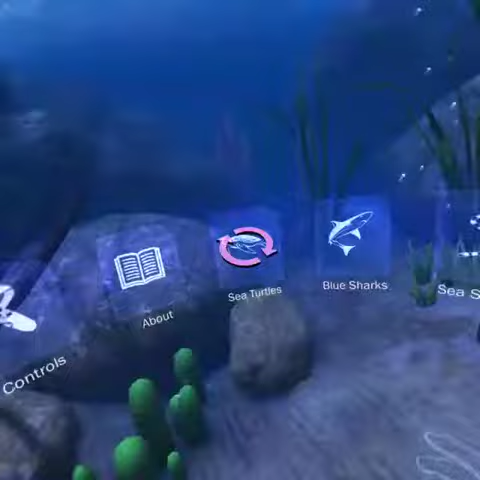 Controls
About
Sea Turtles
Blue Sharks
Sea S